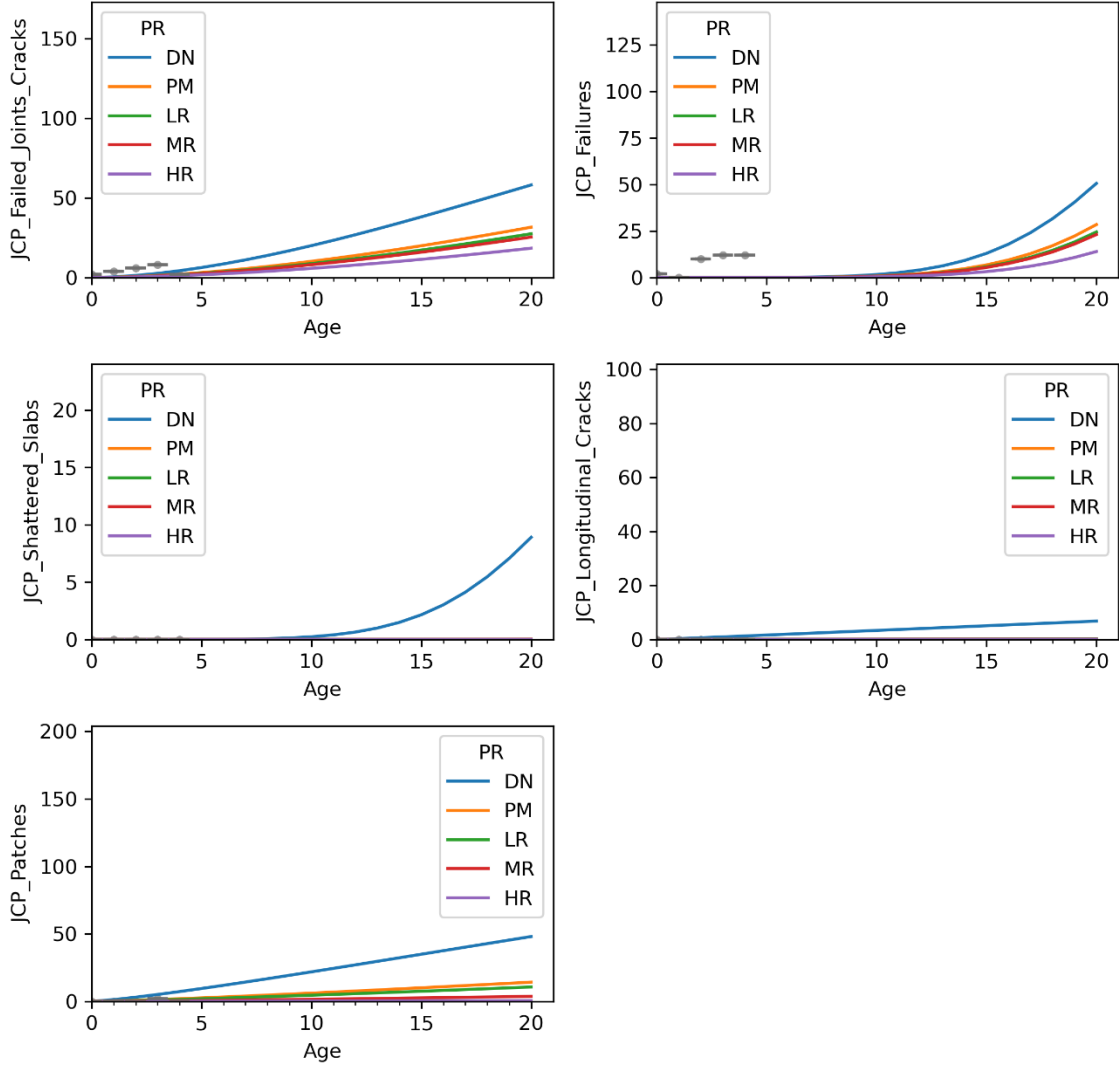 JCP_Failed_Joints_Cracks
150
100
50
0
PR
DN
PM
LR
MR
HR
0 5 10 15 20
Age
JCP_Failures
125
100
75
50
25
0
PR
DN
PM
LR
MR
HR
0 5 10 15 20
Age
JCP_Shattered_Slabs
20
15
10
5
0
PR
DN
PM
LR
MR
HR
0 5 10 15 20
Age
JCP_Longitudinal_Cracks
100
80
60
40
20
0
PR
DN
PM
LR
MR
HR
0 5 10 15 20
Age
JCP_Patches
200
150
100
50
0
PR
DN
PM
LR
MR
HR
0 5 10 15 20
Age